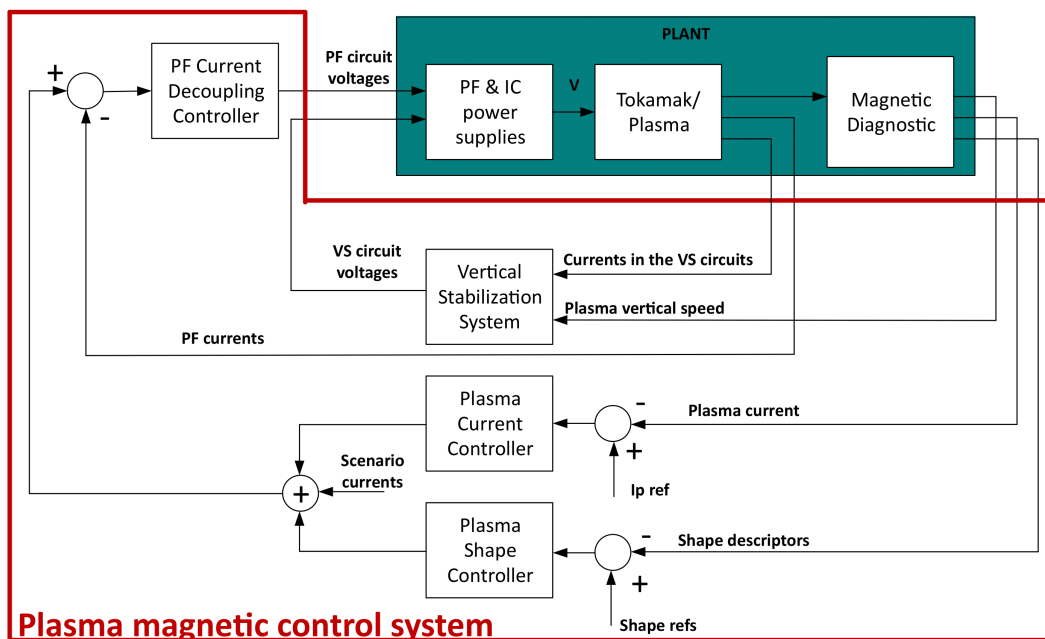 PLANT
+
-
PF Current
Decoupling
Controller
PF circuit
voltages
PF & IC
power
supplies
V
Tokamak/
Plasma
Magnetic
Diagnostic
VS circuit
voltages
Vertical
Stabilization
System
Currents in the VS circuits
Plasma vertical speed
PF currents
Plasma
Current
Controller
-
+
Plasma current
Ip ref
Scenario
currents
+
Plasma
Shape
Controller
-
+
Shape descriptors
Shape refs
Plasma magnetic control system